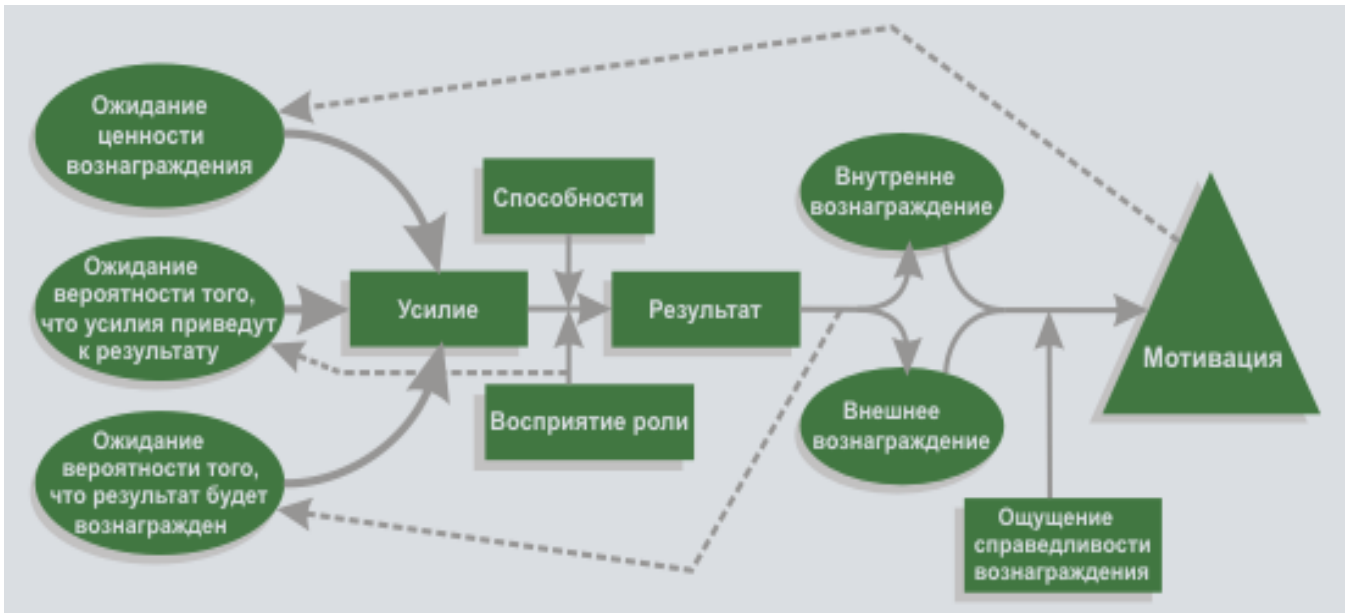 Ожидание
ценности
вознаграждения
Ожидание
вероятности того,
что усилия приведут
к результату
Ожидание
вероятности того,
что результат будет
вознагражден
Усилие
Способности
Восприятие роли
Результат
Внутренне
вознаграждение
Внешнее
вознаграждение
Ощущение
справедливости
вознаграждения
Мотивация